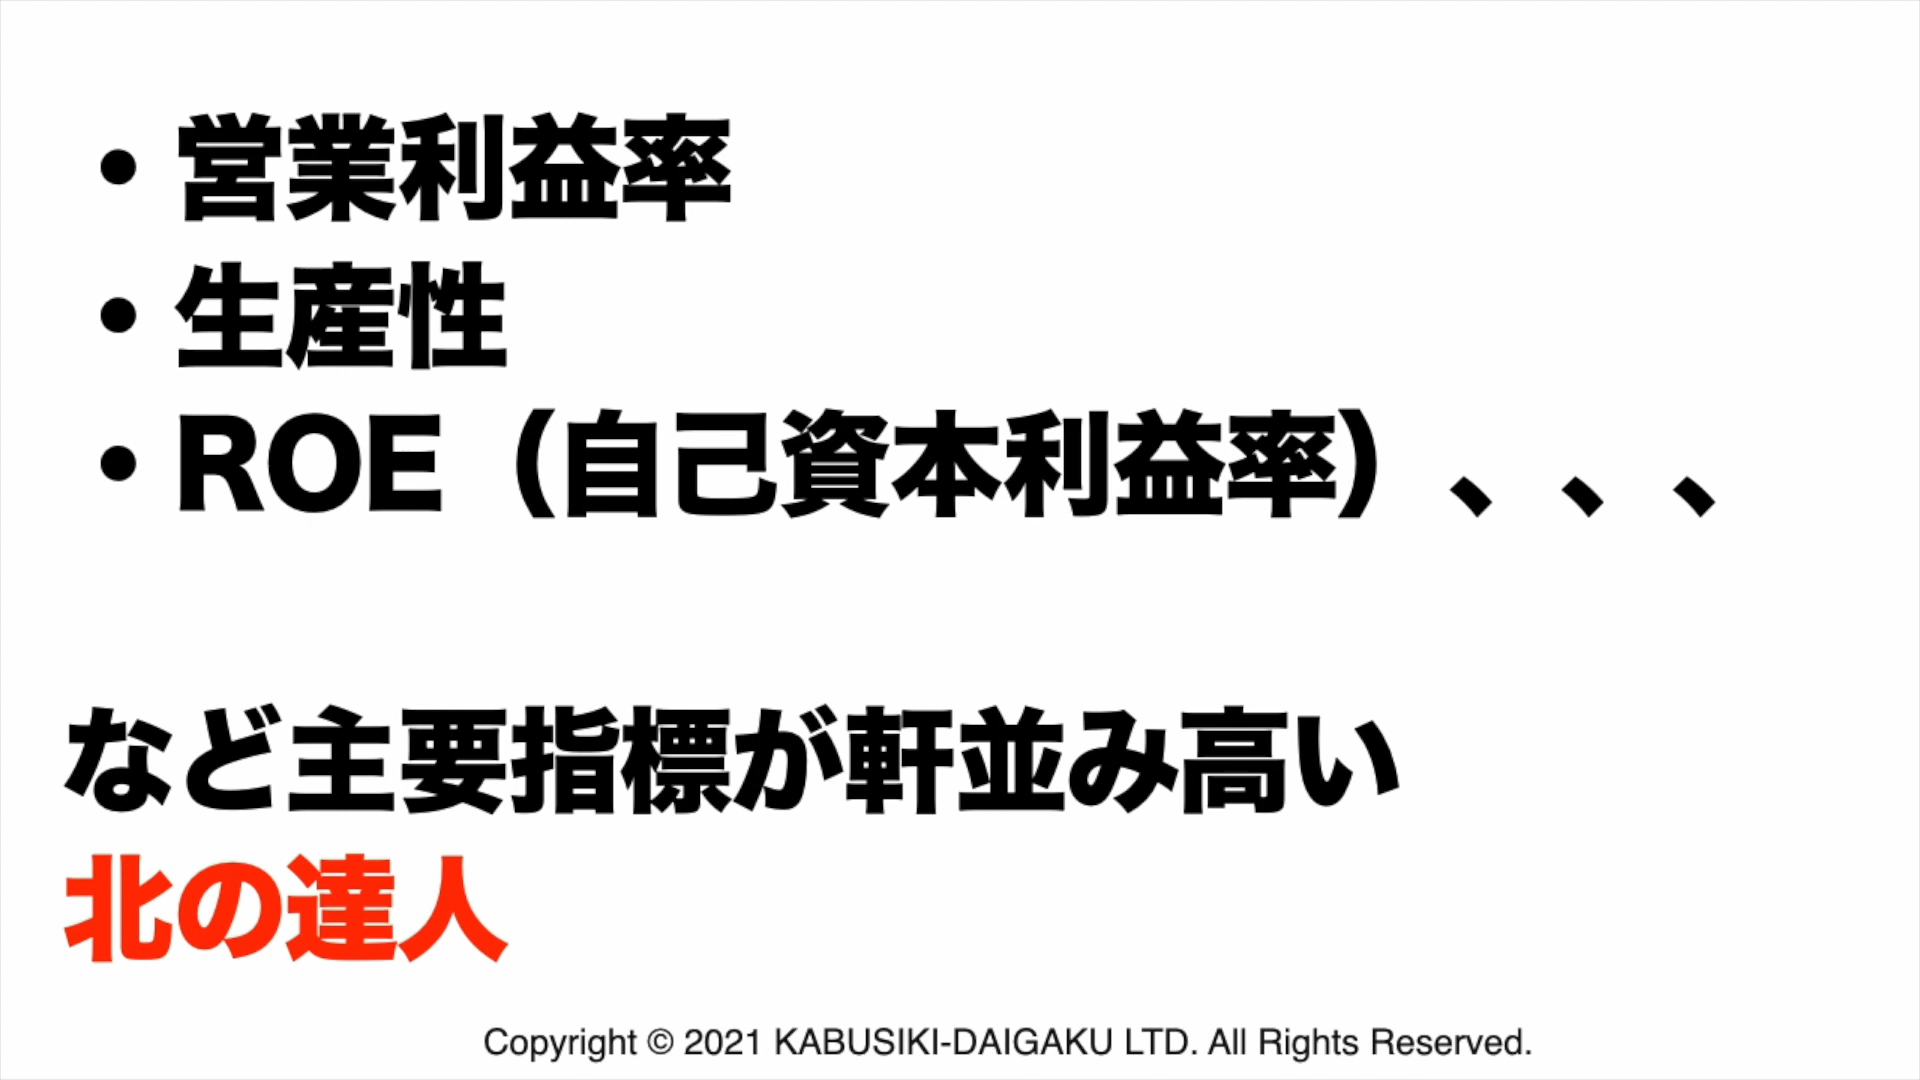 ・営業利益率
・生産性
・ROE（自己資本利益率）、、、
など主要指標が軒並み高い
北の達人
Copyright © 2021 KABUSIKI-DAIGAKU LTD. All Rights Reserved.